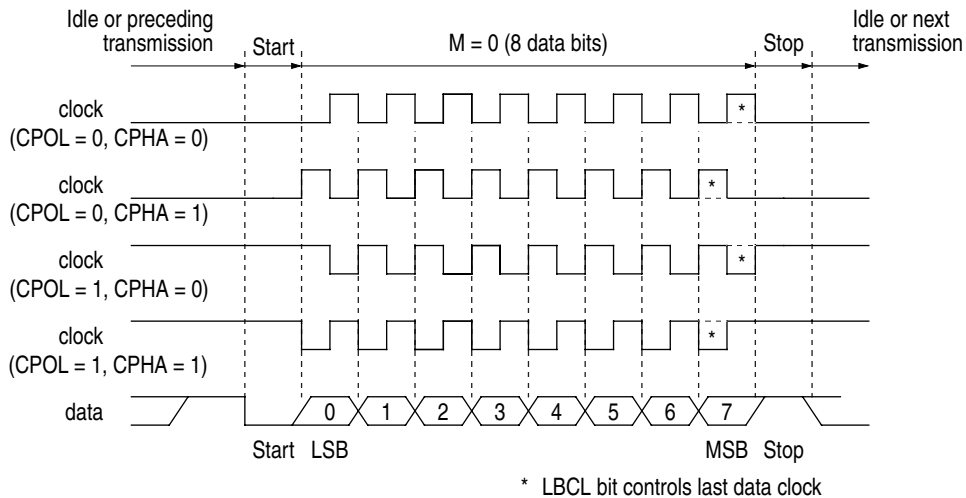 Idle or preceding
transmission
Start
M = 0 (8 data bits)
Stop
Idle or next
transmission
clock
(CPOL = 0, CPHA = 0)
*
clock
(CPOL = 0, CPHA = 1)
*
clock
(CPOL = 1, CPHA = 0)
*
clock
(CPOL = 1, CPHA = 1)
*
data
0 1 2 3 4 5 6 7
Start LSB MSB Stop
* LBCL bit controls last data clock